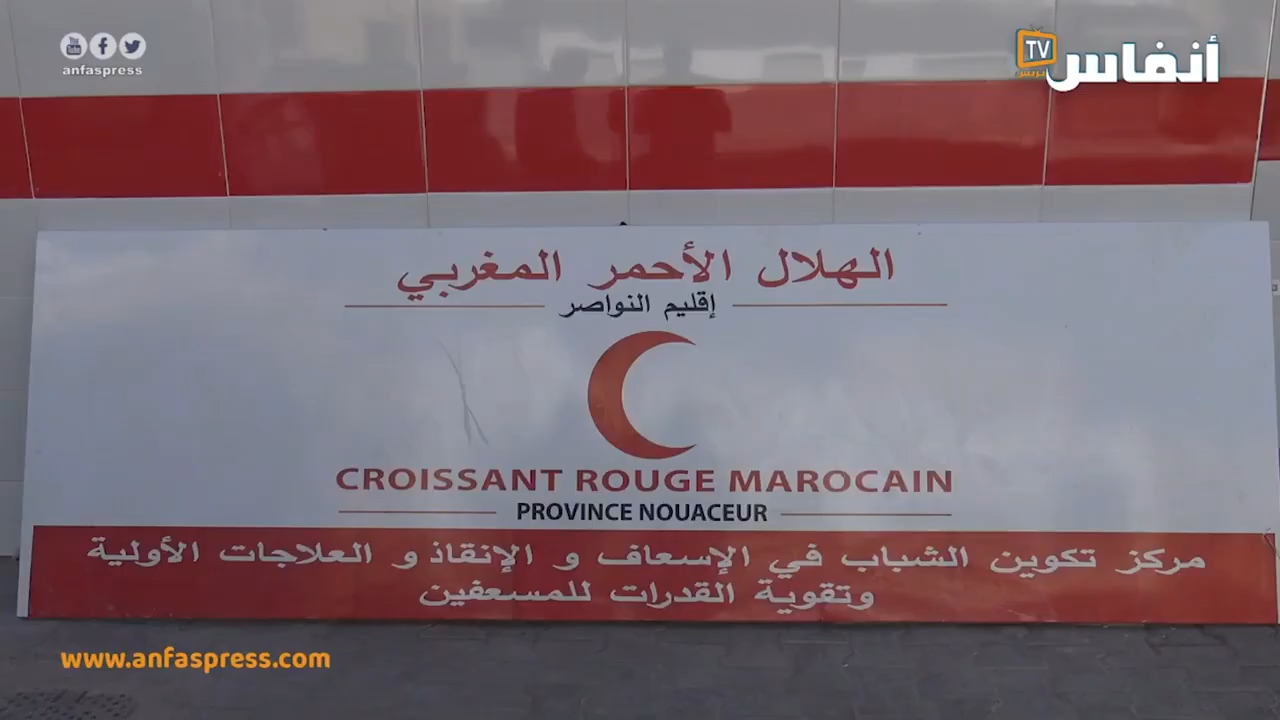 anfaspress
أنفاس
TV
بريس
الهلال الأحمر المغربي
إقليم النواصر
CROISSANT ROUGE MAROCAIN
PROVINCE NOUACEUR
مركز تكوين الشباب في الإسعاف و الإنقاذ و العلاجات الأولية
وتقوية القدرات للمسعفين
www.anfaspress.com